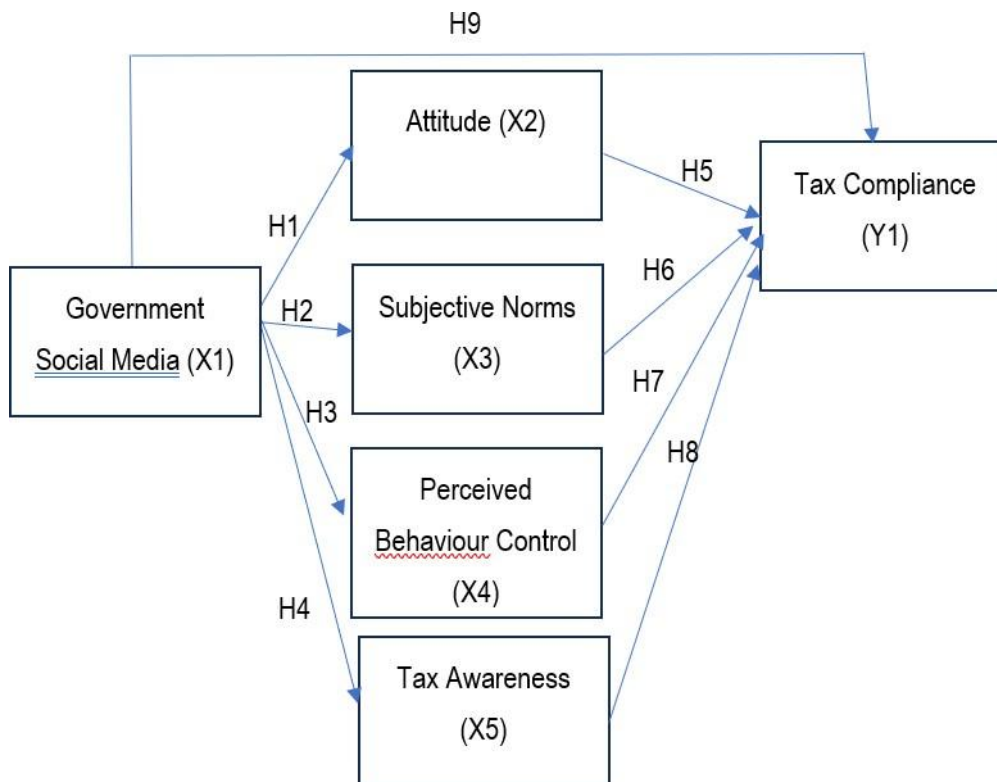 H9
Attitude (X2)
H5
Tax Compliance
(Y1)
H1
Government
Social Media (X1)
H2
Subjective Norms
(X3)
H6
H3
H7
Perceived
Behaviour Control
(X4)
H8
H4
Tax Awareness
(X5)